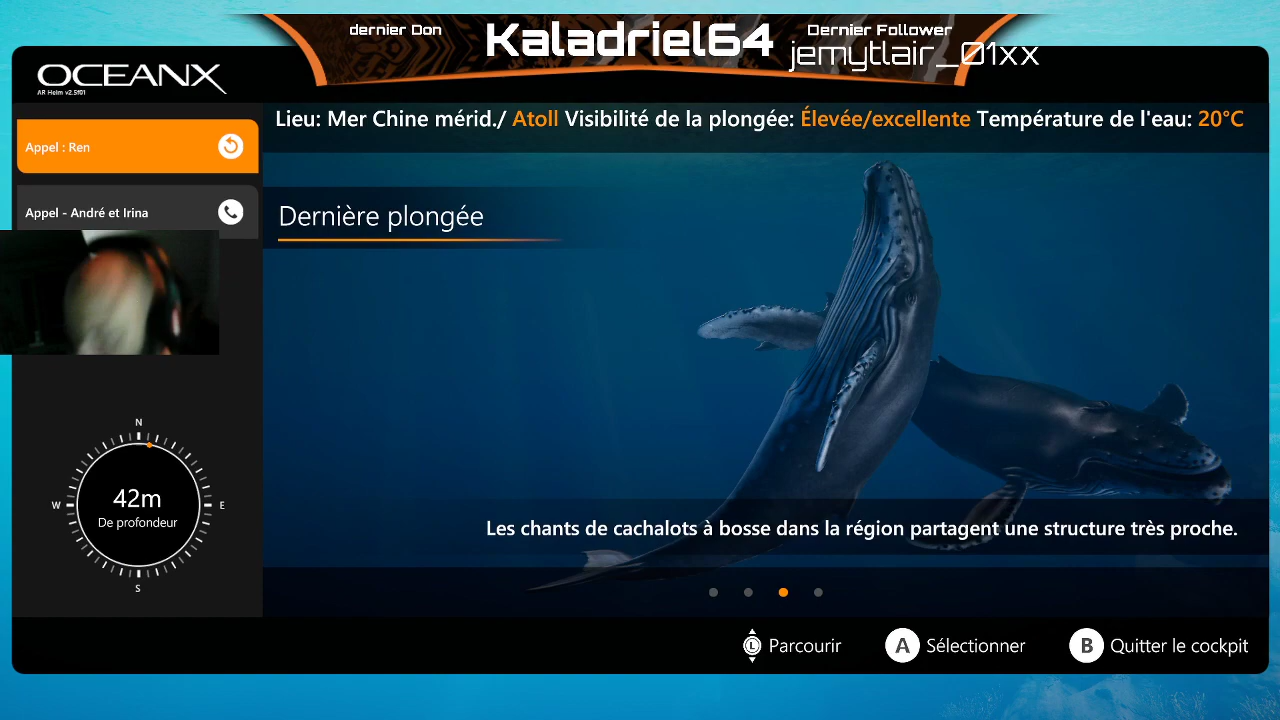 dernier Don
Kaladriel64
Dernier Follower
jemytlair_01xx
OCEANX
AR Helm v2.5f01
Lieu: Mer Chine mérid./ Atoll Visibilité de la plongée: Élevée/excellente Température de l'eau: 20°C
Appel : Ren
Appel - André et Irina
Dernière plongée
N
W
E
S
42m
De profondeur
Les chants de cachalots à bosse dans la région partagent une structure très proche.
L Parcourir
A Sélectionner
B Quitter le cockpit